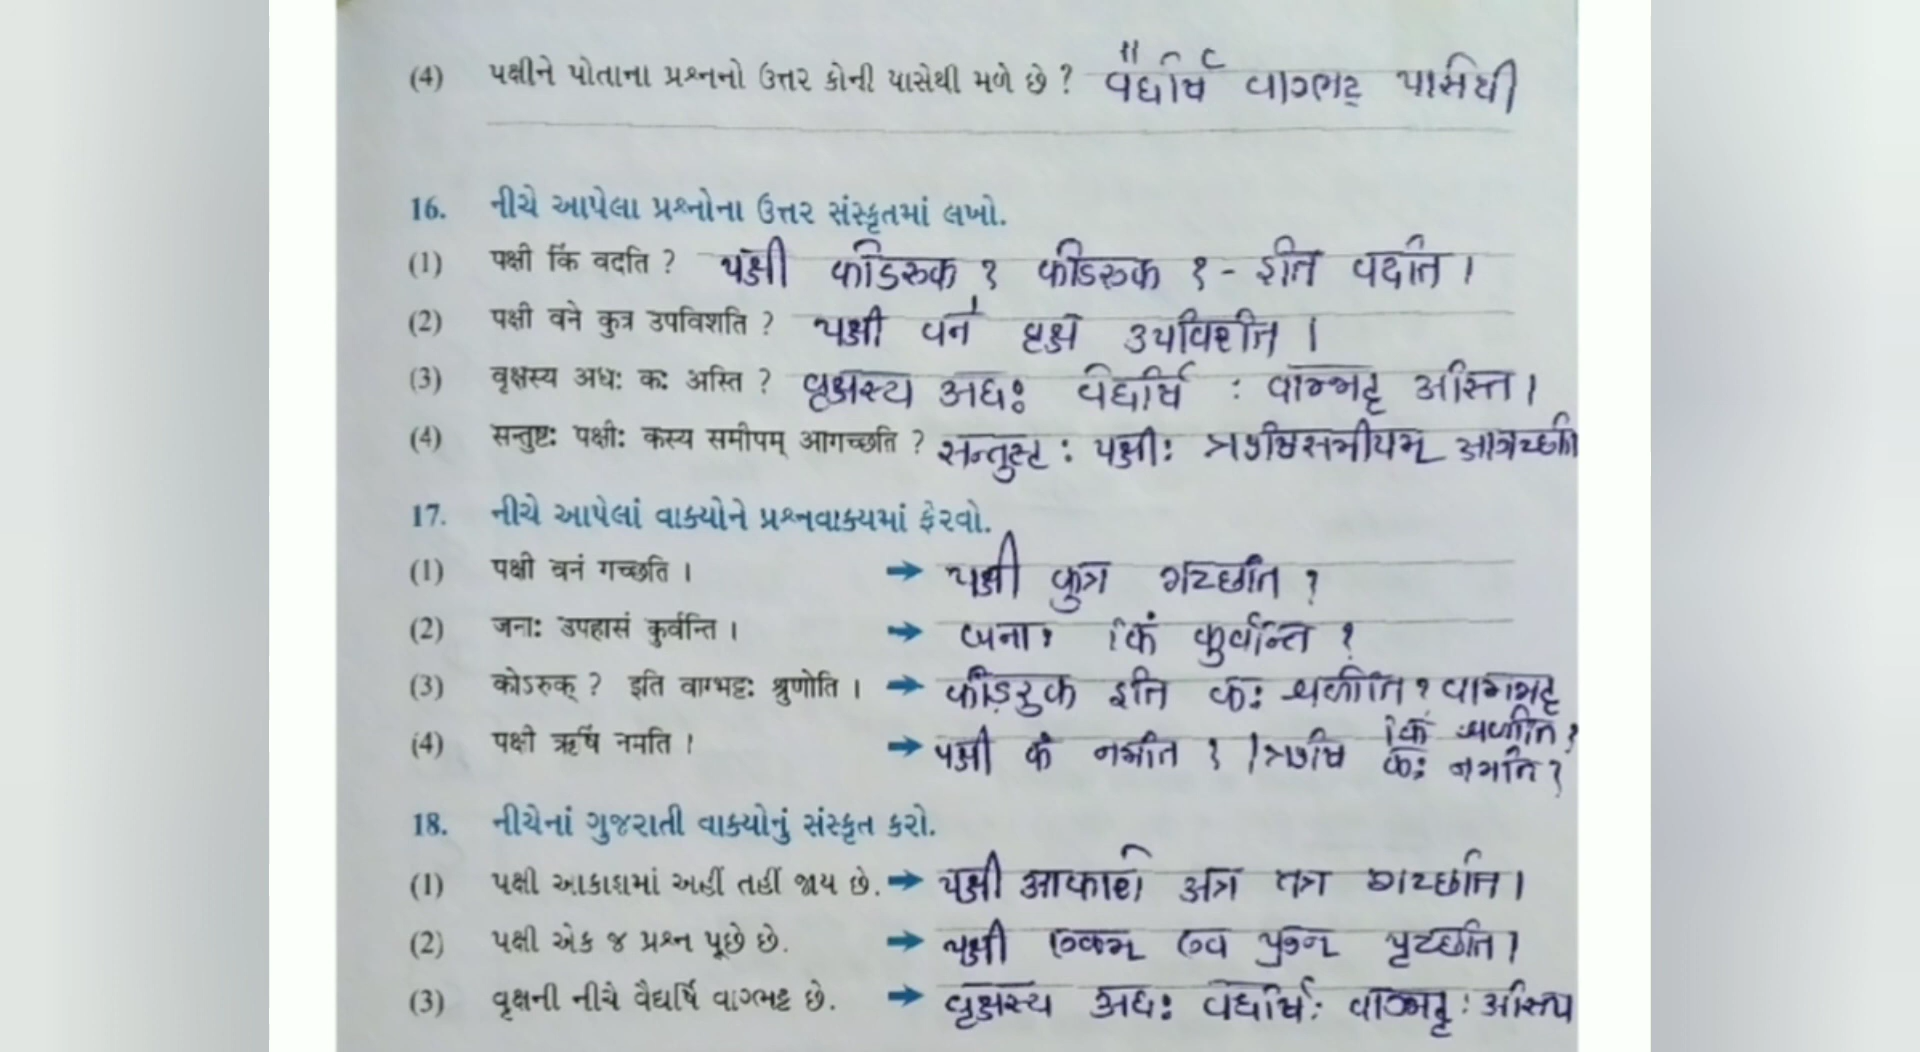 (4) પક્ષીને પોતાના પ્રશ્નનો ઉત્તર કોની પાસેથી મળે છે ? વૈદ્યર્ષિ વાગ્ભટ્ પાસેથી
16. નીચે આપેલા પ્રશ્નોના ઉત્તર સંસ્કૃતમાં લખો.
(1) पक्षी किं वदति ? पक्षी कोडरुक ? कोडरुक ? - इति वदति ।
(2) पक्षी वने कुत्र उपविशति ? पक्षी वने वृक्षे उपविशति ।
(3) वृक्षस्य अधः कः अस्ति ? वृक्षस्य अधः वैद्यर्षि : वाग्भट्ट अस्ति ।
(4) सन्तुष्टः पक्षीः कस्य समीपम् आगच्छति ? सन्तुष्ट : पक्षीः ऋषिसमीपम् आगच्छति
17. નીચે આપેલાં વાક્યોને પ્રશ્નવાક્યમાં ફેરવો.
(1) पक्षी वनं गच्छति । → पक्षी कुत्र गच्छति ?
(2) जनाः उपहासं कुर्वन्ति । → जनाः किं कुर्वन्ति ?
(3) कोऽरुक् ? इति वाग्भट्टः श्रुणोति । → कोडरुक इति कः ? वाग्भट्ट
किं ?
(4) पक्षी ऋषिं नमति । → पक्षी कं नमति ? / ऋषि कः नमति ?
18. નીચેનાં ગુજરાતી વાક્યોનું સંસ્કૃત કરો.
(1) પક્ષી આકાશમાં અહીં તહીં જાય છે. → पक्षी आकाशे अत्र तत्र गच्छति ।
(2) પક્ષી એક જ પ્રશ્ન પૂછે છે. → पक्षी एकम् एव पृच्छति ।
(3) વૃક્ષની નીચે વૈદ્યર્ષિ વાગ્ભટ્ટ છે. → वृक्षस्य अधः वैद्यर्षिः वाग्भट्ट : अस्ति